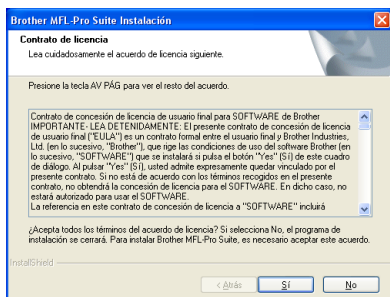 Brother MFL-Pro Suite Instalación
Contrato de licencia
Lea cuidadosamente el acuerdo de licencia siguiente.
Presione la tecla AV PÁG para ver el resto del acuerdo.
Contrato de concesión de licencia de usuario final para SOFTWARE de Brother
IMPORTANTE- LEA DETENIDAMENTE: El presente contrato de concesión de licencia
de usuario final ("EULA") es un contrato formal entre el usuario final y Brother Industries,
Ltd. (en lo sucesivo, "Brother"), que rige las condiciones de uso del software Brother (en
lo sucesivo, "SOFTWARE") que se instalará si pulsa el botón "Yes" (Sí) de este cuadro
de diálogo. Al pulsar "Yes" (Sí), usted admite expresamente quedar vinculado por el
presente contrato. Si no está de acuerdo con los términos recogidos en el presente
contrato, no obtendrá la concesión de licencia para el SOFTWARE. En dicho caso, no
estará autorizado para usar el SOFTWARE.
La referencia en este contrato de concesión de licencia a "SOFTWARE" incluirá
¿Acepta todos los términos del acuerdo de licencia? Si selecciona No, el programa de
instalación se cerrará. Para instalar Brother MFL-Pro Suite, es necesario aceptar este acuerdo.
InstallShield
< Atrás
Sí
No